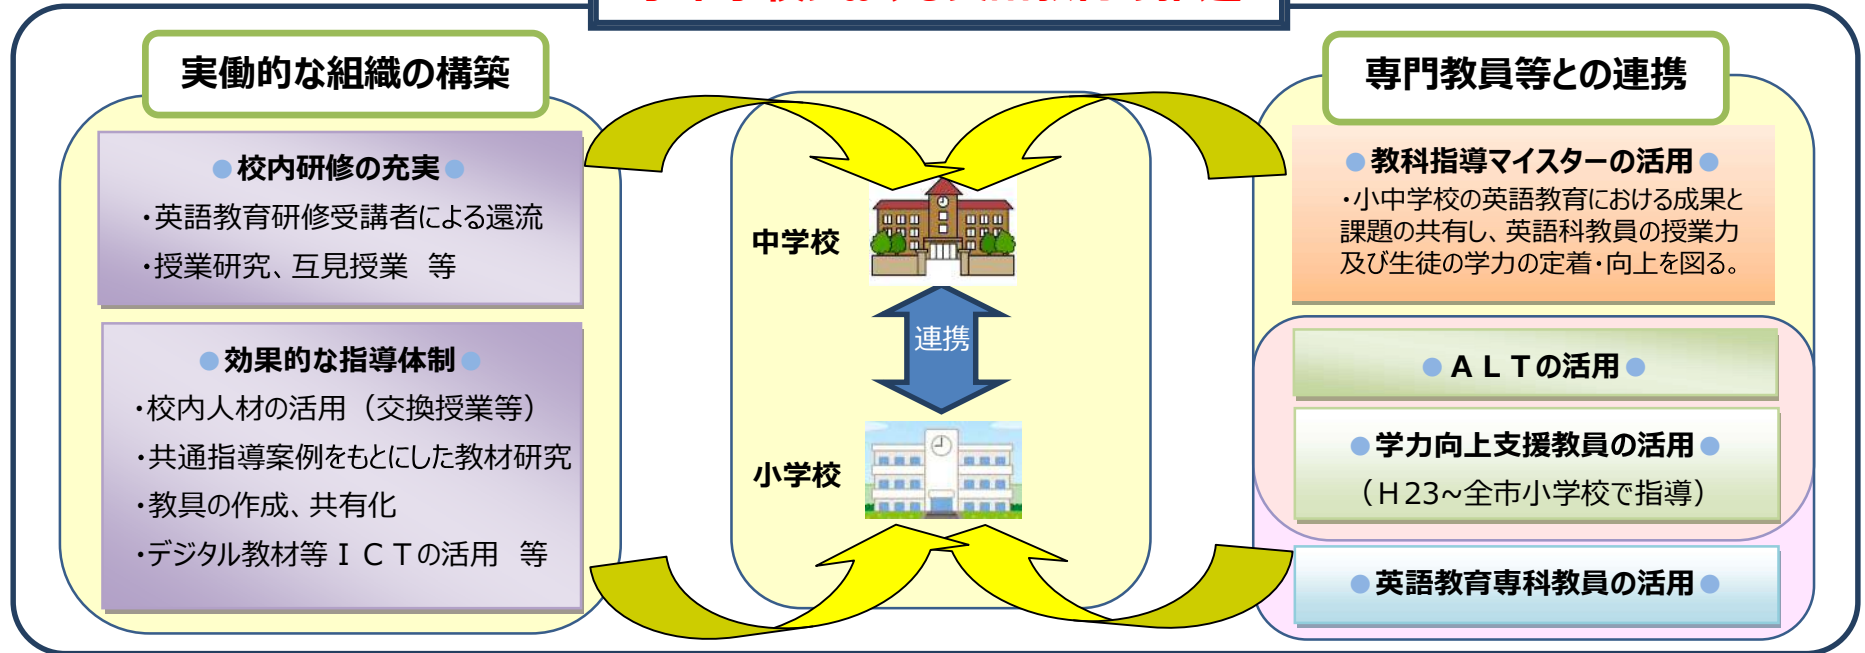 実働的な組織の構築
●校内研修の充実●
・英語教育研修受講者による還流
・授業研究、互見授業 等
●効果的な指導体制●
・校内人材の活用（交換授業等）
・共通指導案例をもとにした教材研究
・教具の作成、共有化
・デジタル教材等ＩＣＴの活用 等
中学校
連携
小学校
専門教員等との連携
●教科指導マイスターの活用●
・小中学校の英語教育における成果と
課題の共有し、英語科教員の授業力
及び生徒の学力の定着・向上を図る。
●ＡＬＴの活用●
●学力向上支援教員の活用●
（Ｈ23~全市小学校で指導）
●英語教育専科教員の活用●